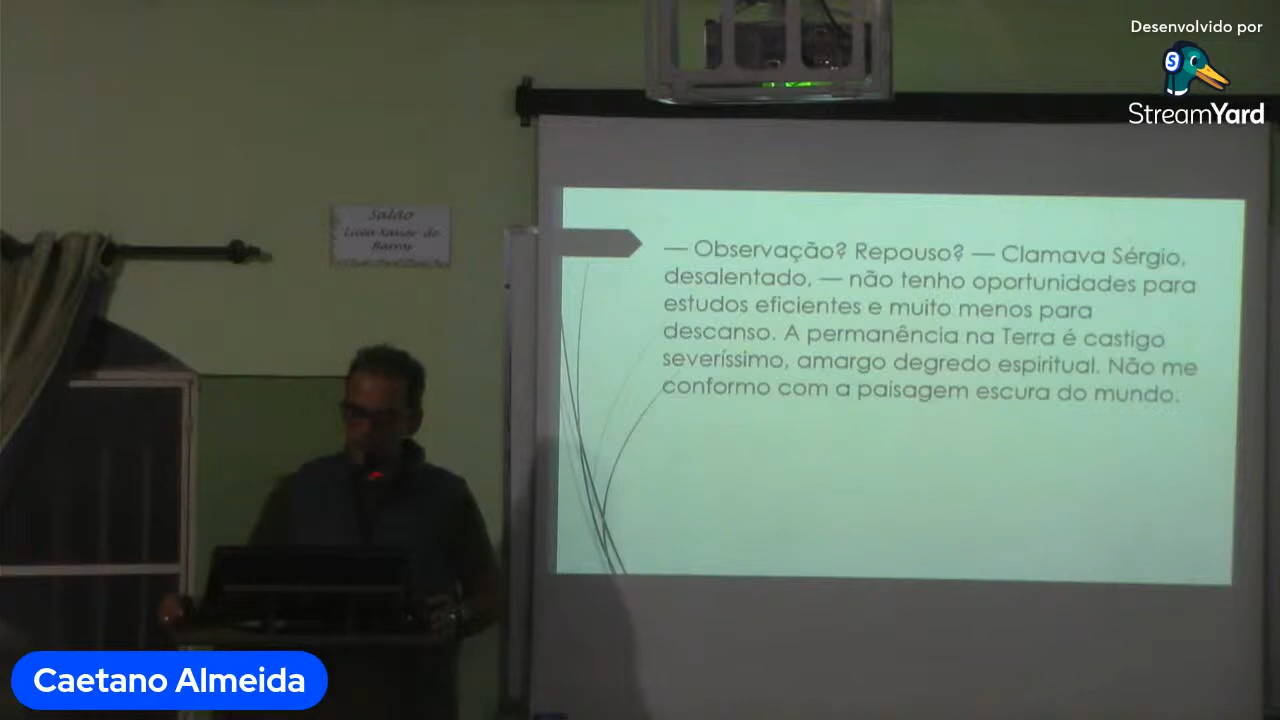 Desenvolvido por
StreamYard
Salão
— Observação? Repouso? — Clamava Sérgio,
desalentado, — não tenho oportunidades para
estudos eficientes e muito menos para
descanso. A permanência na Terra é castigo
severíssimo, amargo degredo espiritual. Não me
conformo com a paisagem escura do mundo.
Caetano Almeida